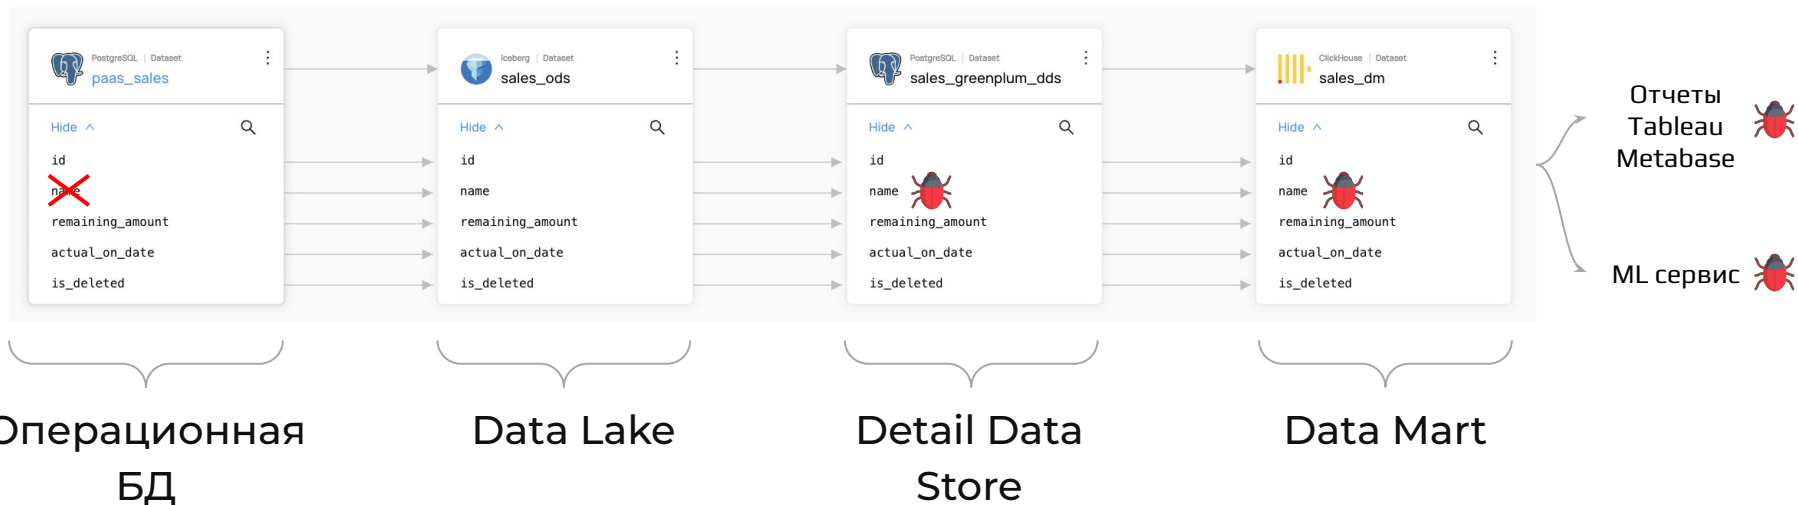 PostgreSQL | Dataset
paas_sales
Hide
id
name
remaining_amount
actual_on_date
is_deleted
Iceberg | Dataset
sales_ods
Hide
id
name
remaining_amount
actual_on_date
is_deleted
PostgreSQL | Dataset
sales_greenplum_dds
Hide
id
name
remaining_amount
actual_on_date
is_deleted
ClickHouse | Dataset
sales_dm
Hide
id
name
remaining_amount
actual_on_date
is_deleted
Отчеты
Tableau
Metabase
ML сервис
Операционная
БД
Data Lake
Detail Data
Store
Data Mart